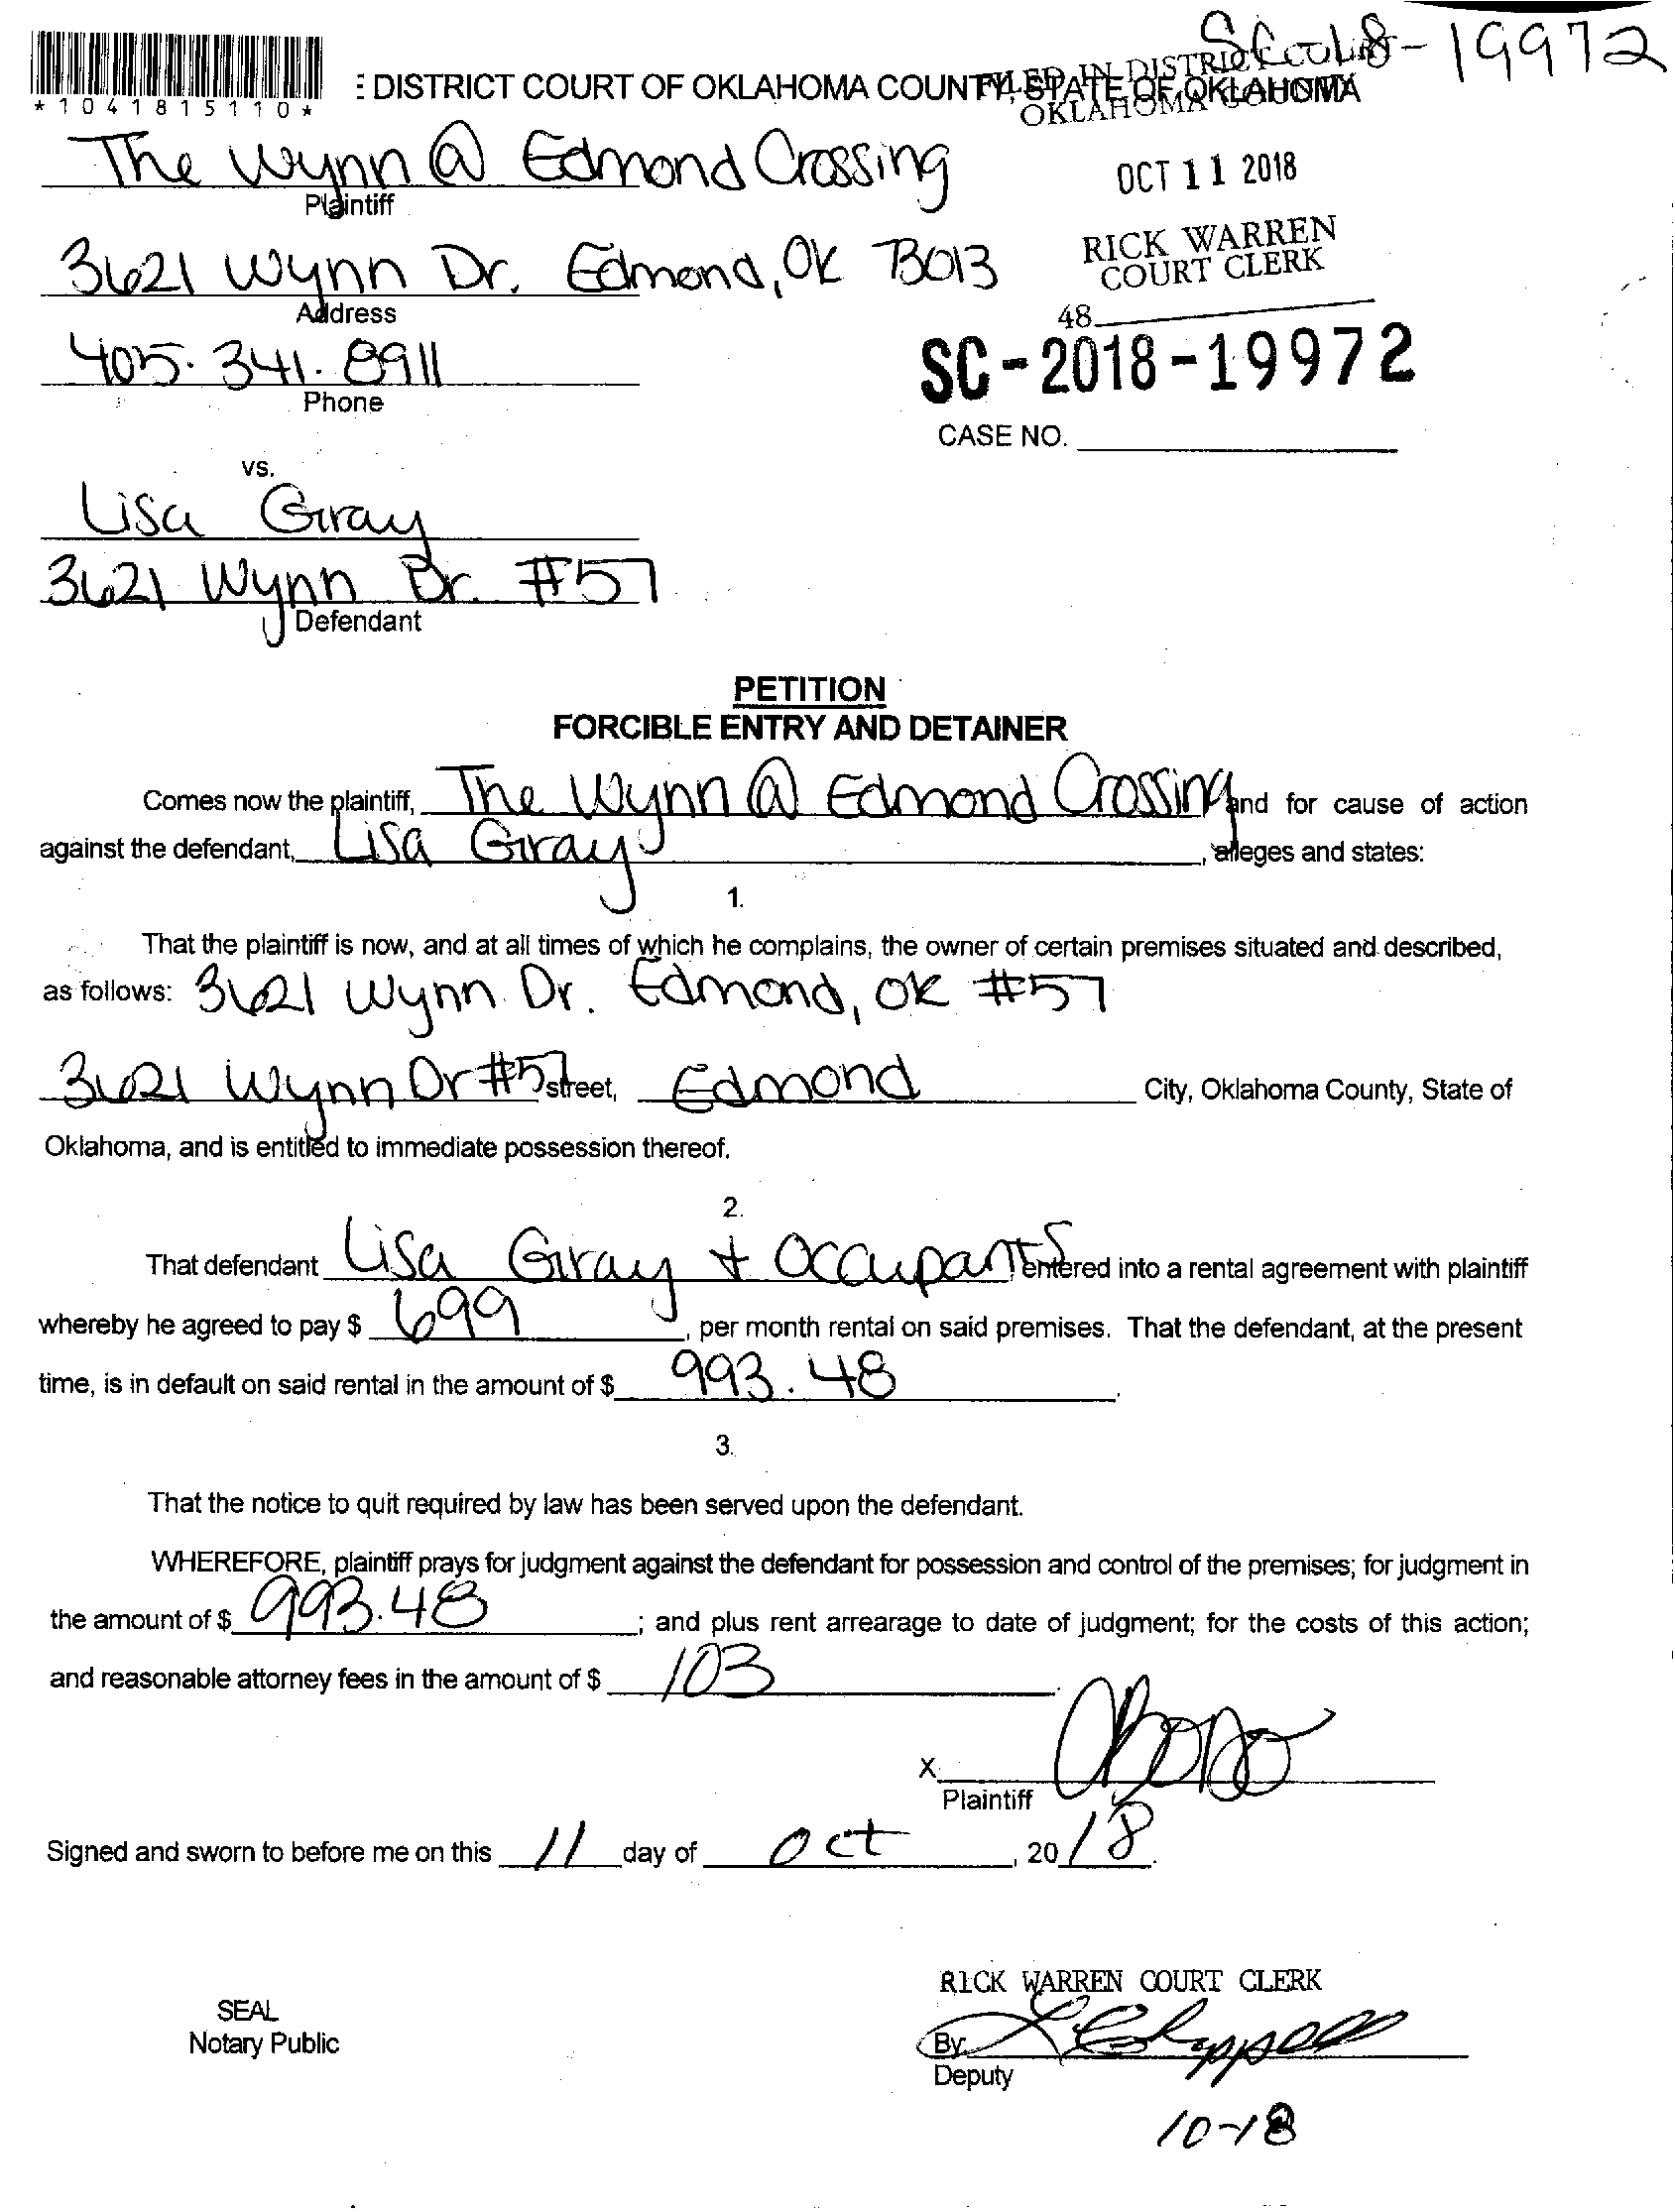 SC-18-19972
*1041815110*
E DISTRICT COURT OF OKLAHOMA COUNTY, STATE OF OKLAHOMA
FILED IN DISTRICT COURT
OKLAHOMA COUNTY
The Wynn @ Edmond Crossing
Plaintiff
OCT 11 2018
3621 Wynn Dr. Edmond, OK 73013
Address
RICK WARREN
COURT CLERK
48
405. 341. 8911
Phone
SC-2018-19972
CASE NO.
vs.
Lisa Gray
3621 Wynn Dr. #57
Defendant
PETITION
FORCIBLE ENTRY AND DETAINER
Comes now the plaintiff, The Wynn @ Edmond Crossing and for cause of action
against the defendant, Lisa Gray, alleges and states:
1.
That the plaintiff is now, and at all times of which he complains, the owner of certain premises situated and described,
as follows: 3621 Wynn Dr. Edmond, OK #57
3621 Wynn Dr #57 street, Edmond City, Oklahoma County, State of
Oklahoma, and is entitled to immediate possession thereof.
2.
That defendant Lisa Gray + Occupants, entered into a rental agreement with plaintiff
whereby he agreed to pay $ 699, per month rental on said premises. That the defendant, at the present
time, is in default on said rental in the amount of $ 993.48.
3.
That the notice to quit required by law has been served upon the defendant.
WHEREFORE, plaintiff prays for judgment against the defendant for possession and control of the premises; for judgment in
the amount of $ 993.48; and plus rent arrearage to date of judgment; for the costs of this action;
and reasonable attorney fees in the amount of $ 103.
X
Plaintiff
Signed and sworn to before me on this 11 day of Oct, 2018.
RICK WARREN COURT CLERK
SEAL
Notary Public
By
Deputy
10-18